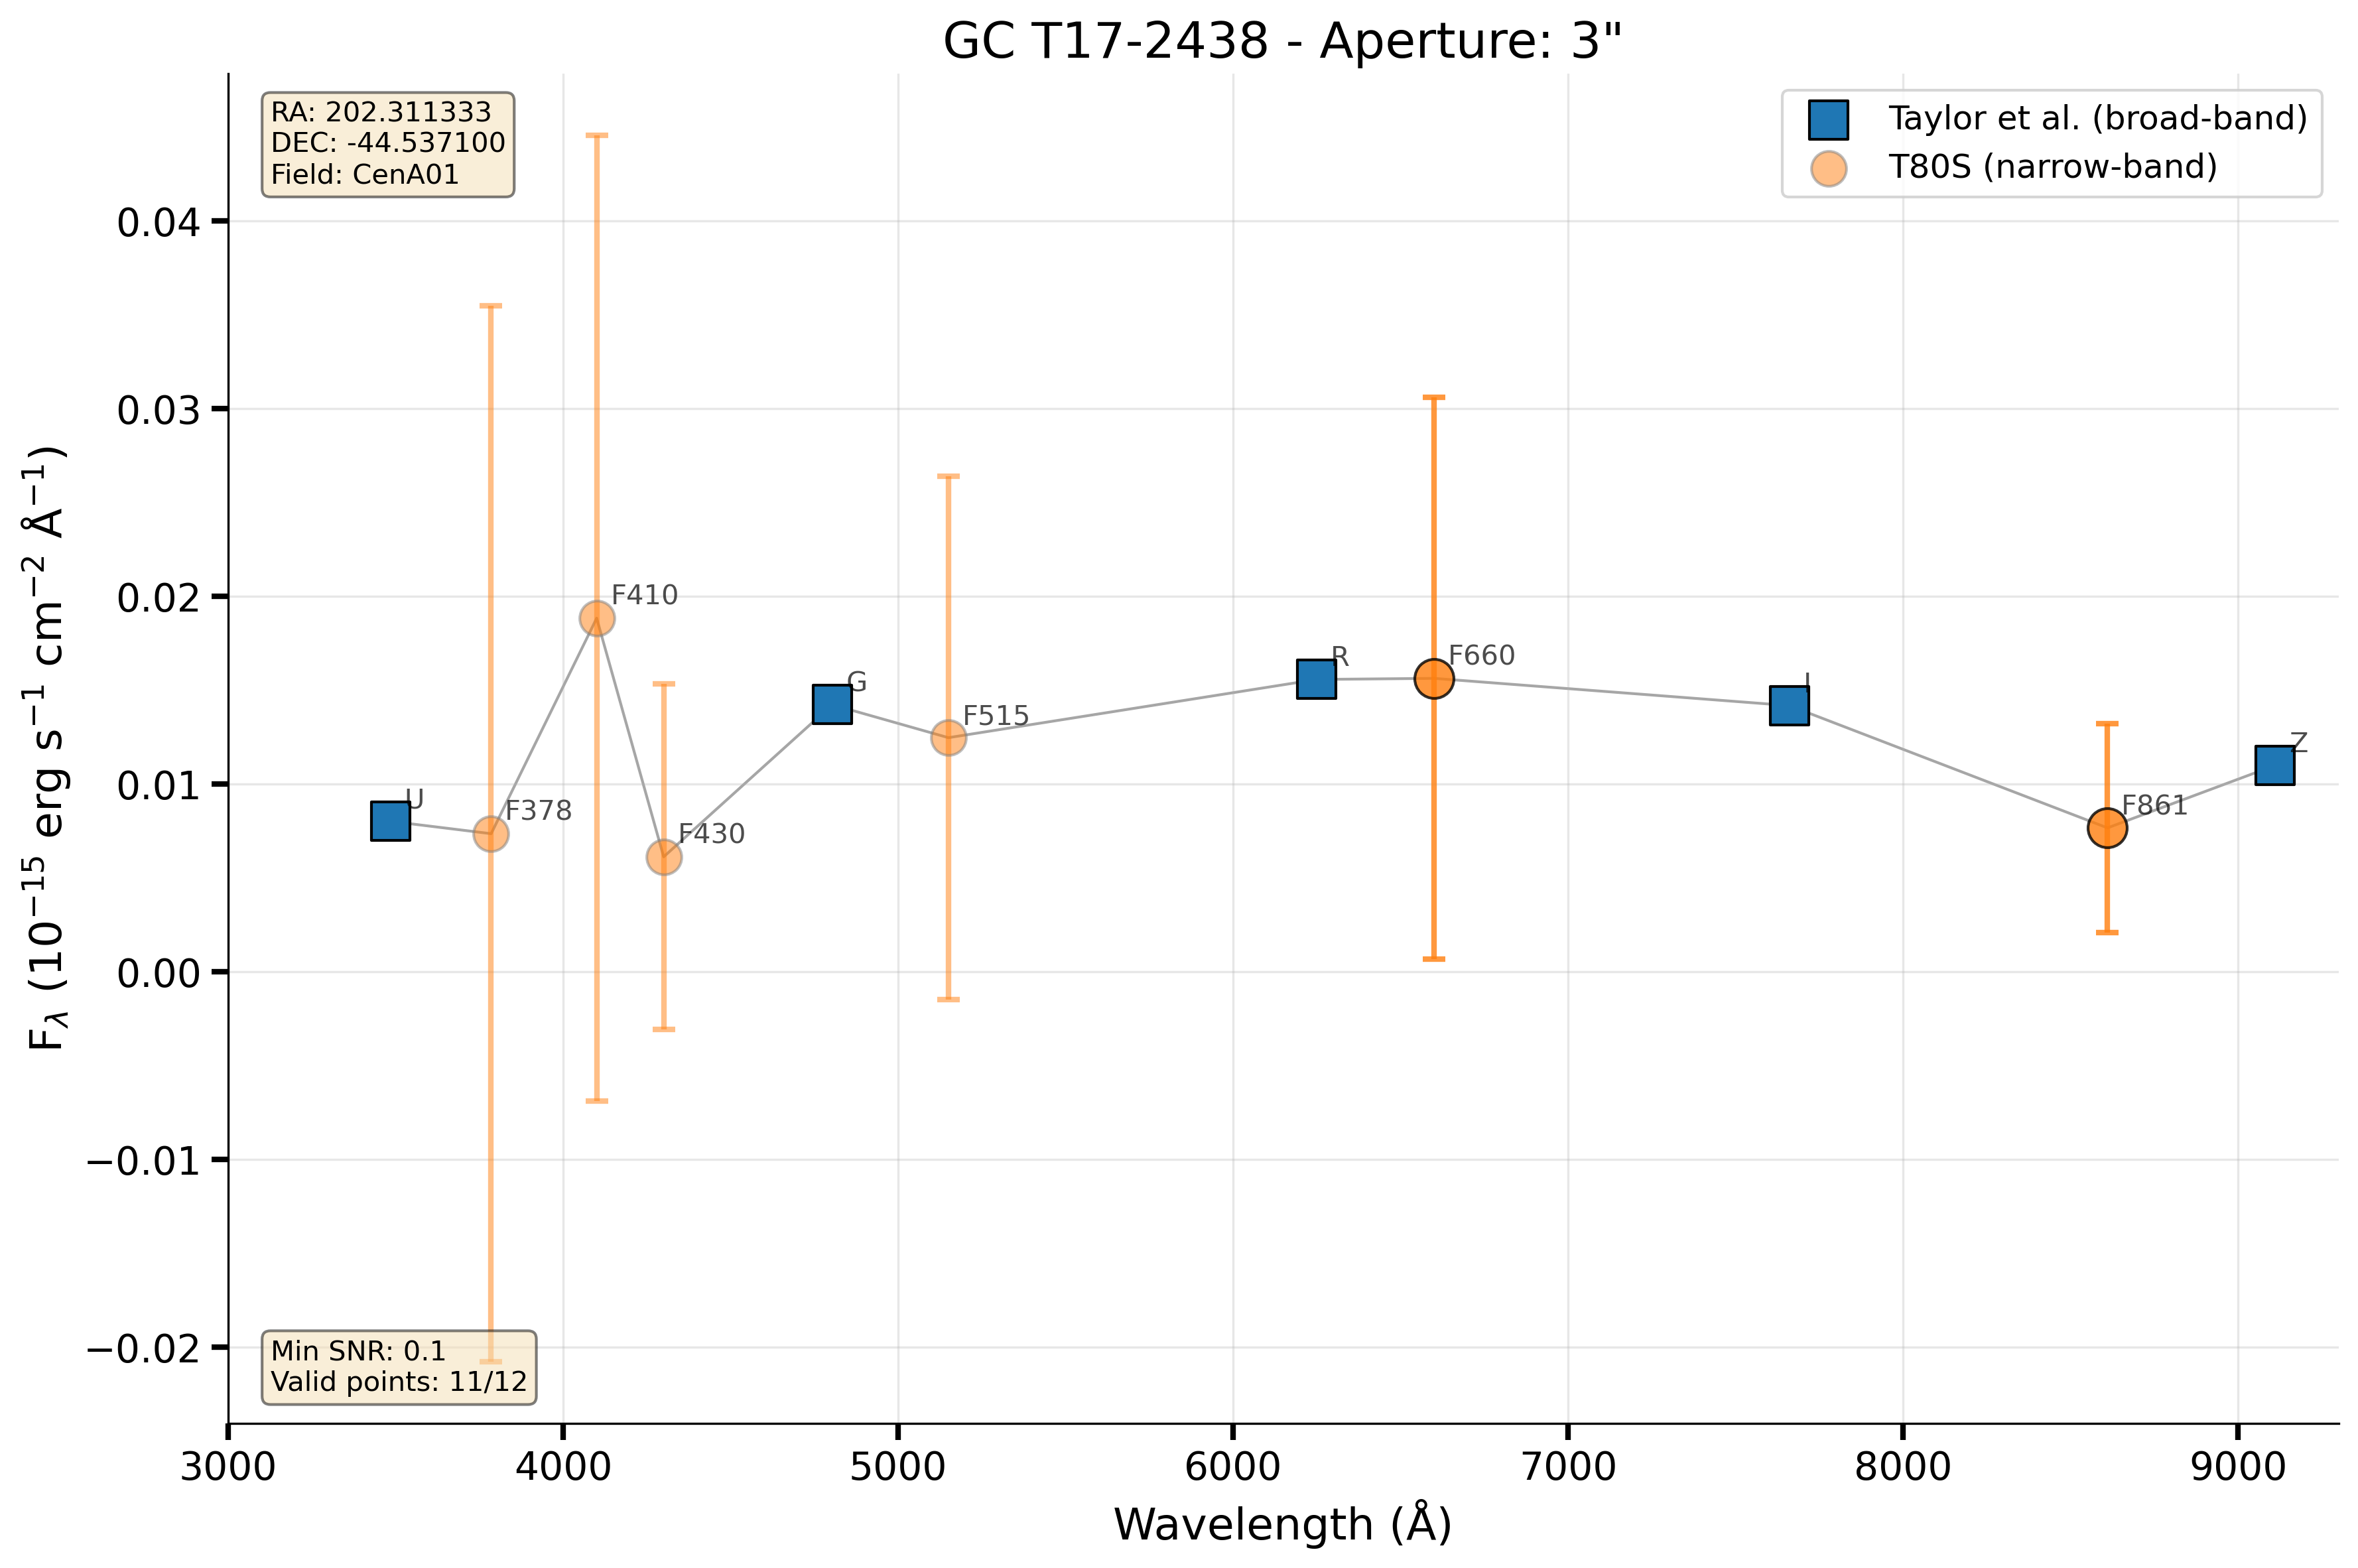 GC T17-2438 - Aperture: 3"
RA: 202.311333
DEC: -44.537100
Field: CenA01
Taylor et al. (broad-band)
T80S (narrow-band)
F_λ (10⁻¹⁵ erg s⁻¹ cm⁻² Å⁻¹)
0.04
0.03
0.02
0.01
0.00
−0.01
−0.02
U
F378
F410
F430
G
F515
R
F660
I
F861
Z
Min SNR: 0.1
Valid points: 11/12
3000 4000 5000 6000 7000 8000 9000
Wavelength (Å)